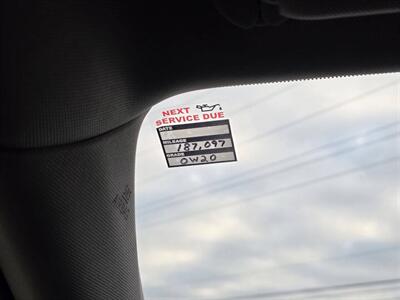 NEXT
SERVICE DUE
DATE
MILEAGE
187,097
GRADE
0W20